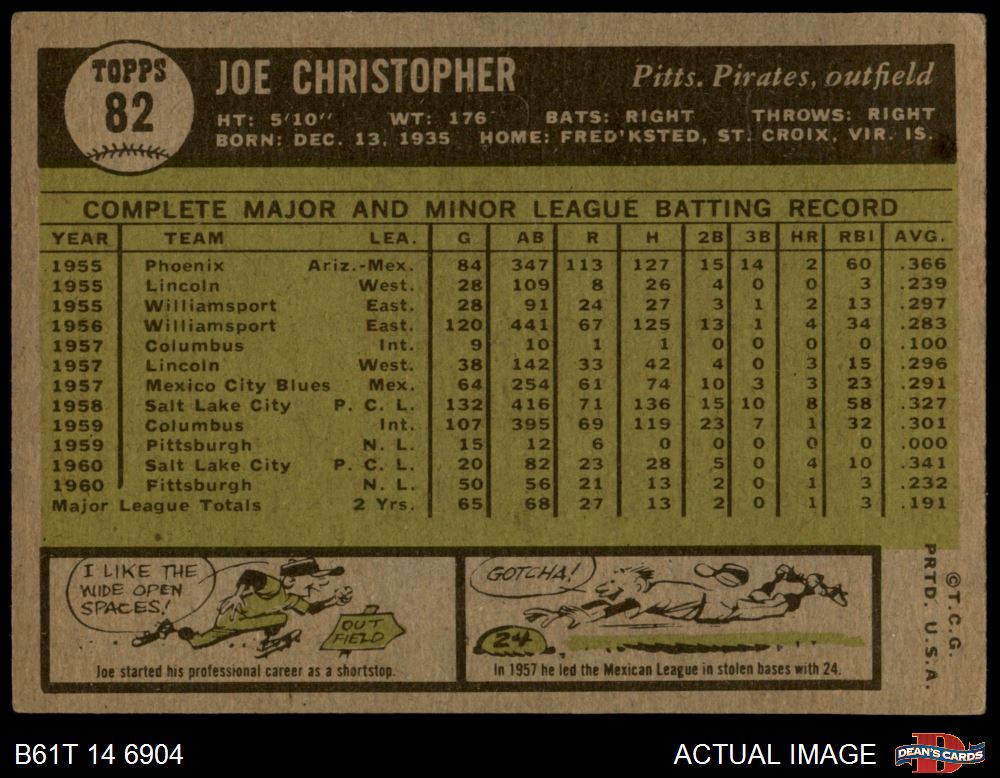 TOPPS
82
JOE CHRISTOPHER
Pitts. Pirates, outfield
HT: 5'10" WT: 176 BATS: RIGHT THROWS: RIGHT
BORN: DEC. 13, 1935 HOME: FRED'KSTED, ST. CROIX, VIR. IS.
COMPLETE MAJOR AND MINOR LEAGUE BATTING RECORD
YEAR TEAM LEA. G AB R H 2B 3B HR RBI AVG.
1955 Phoenix Ariz.-Mex. 84 347 113 127 15 14 2 60 .366
1955 Lincoln West. 28 109 8 26 4 0 0 3 .239
1955 Williamsport East. 28 91 24 27 3 1 2 13 .297
1956 Williamsport East. 120 441 67 125 13 1 4 34 .283
1957 Columbus Int. 9 10 1 1 0 0 0 0 .100
1957 Lincoln West. 38 142 33 42 4 0 3 15 .296
1957 Mexico City Blues Mex. 64 254 61 74 10 3 3 23 .291
1958 Salt Lake City P. C. L. 132 416 71 136 15 10 8 58 .327
1959 Columbus Int. 107 395 69 119 23 7 1 32 .301
1959 Pittsburgh N. L. 15 12 6 0 0 0 0 0 .000
1960 Salt Lake City P. C. L. 20 82 23 28 5 0 4 10 .341
1960 Pittsburgh N. L. 50 56 21 13 2 0 1 3 .232
Major League Totals 2 Yrs. 65 68 27 13 2 0 1 3 .191
I LIKE THE
WIDE OPEN
SPACES!
OUT
FIELD
Joe started his professional career as a shortstop.
GOTCHA!
24
In 1957 he led the Mexican League in stolen bases with 24.
©T.C.G.
PRTD. U.S.A.
B61T 14 6904
ACTUAL IMAGE
DEAN'S CARDS